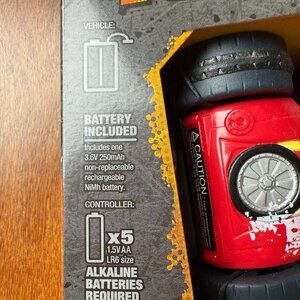 VEHICLE:
BATTERY
INCLUDED
Includes one
3.6V 250mAh
non-replaceable
rechargeable
NiMh battery.
CONTROLLER:
x5
1.5V AA
LR6 size
ALKALINE
BATTERIES
REQUIRED
CAUTION